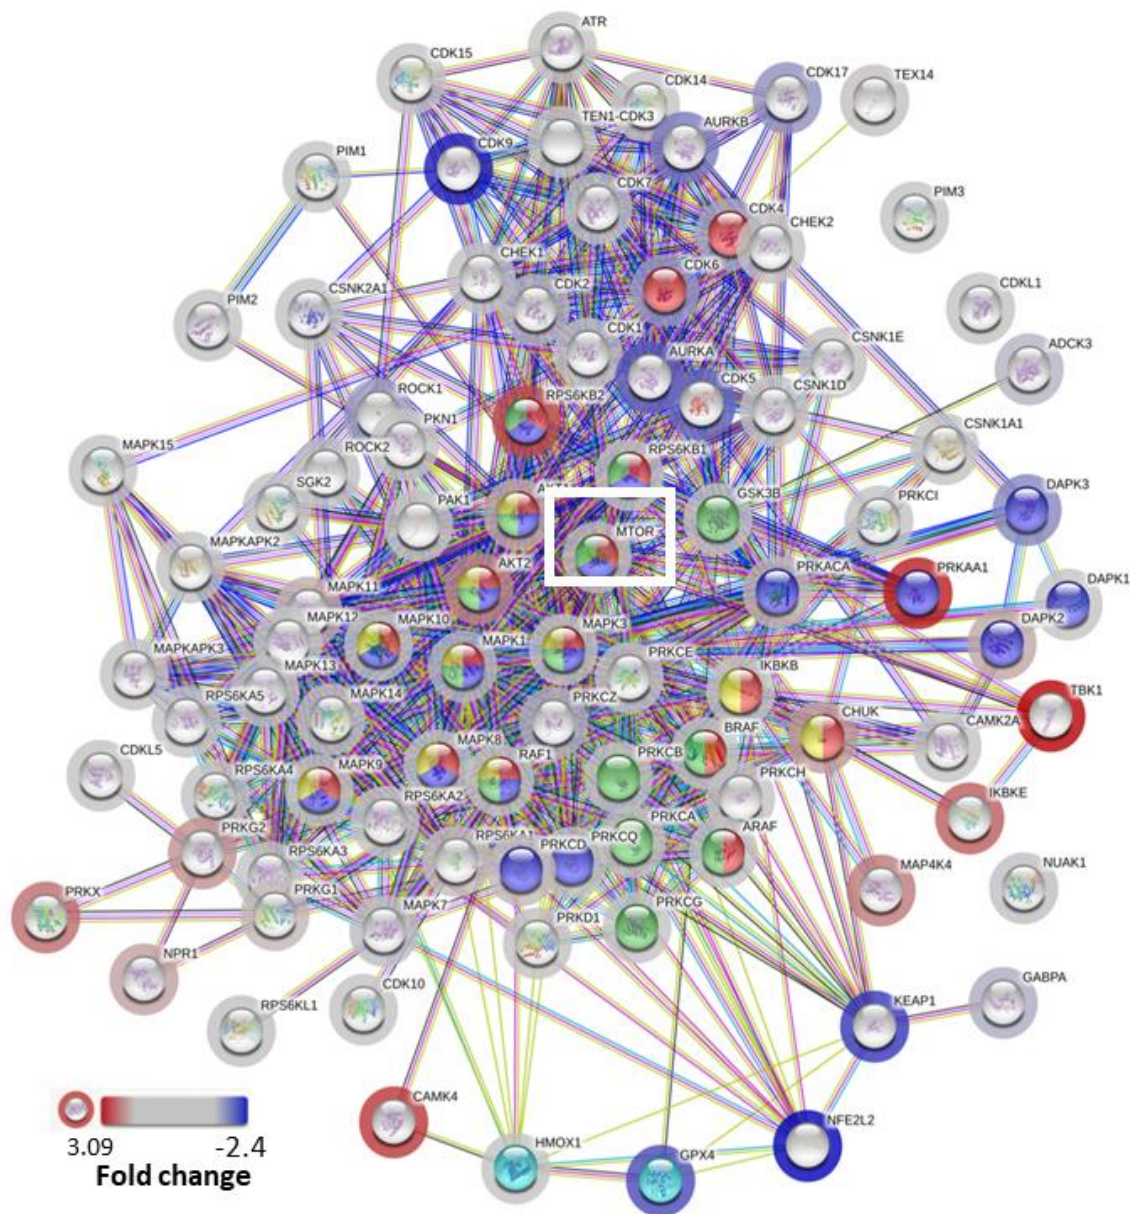 ATR
CDK15
CDK14
CDK17
TEX14
TEN1-CDK3
AURKB
CDK9
PIM1
CDK7
PIM3
CDK4
CHEK2
CHEK1
CDK6
CSNK2A1
CDK2
CDKL1
PIM2
CDK1
CSNK1E
ADCK3
AURKA
CDK5
CSNK1D
ROCK1
RPS6KB2
PKN1
CSNK1A1
MAPK15
ROCK2
RPS6KB1
SGK2
DAPK3
AKT1
GSK3B
PRKCI
PAK1
MTOR
MAPKAPK2
AKT2
PRKACA
PRKAA1
MAPK11
DAPK1
MAPK12
MAPK10
MAPK1
MAPK3
DAPK2
MAPKAPK3
MAPK13
PRKCE
IKBKB
RPS6KA5
MAPK14
PRKCZ
TBK1
CHUK
CAMK2A
MAPK8
RAF1
PRKCB
BRAF
CDKL5
RPS6KA4
MAPK9
PRKCH
RPS6KA2
IKBKE
PRKG2
PRKCA
ARAF
RPS6KA1
PRKCD
PRKCQ
RPS6KA3
MAP4K4
NUAK1
PRKX
PRKG1
MAPK7
PRKCG
PRKD1
NPR1
CDK10
GABPA
RPS6KL1
KEAP1
CAMK4
NFE2L2
HMOX1
GPX4
3.09
-2.4
Fold change